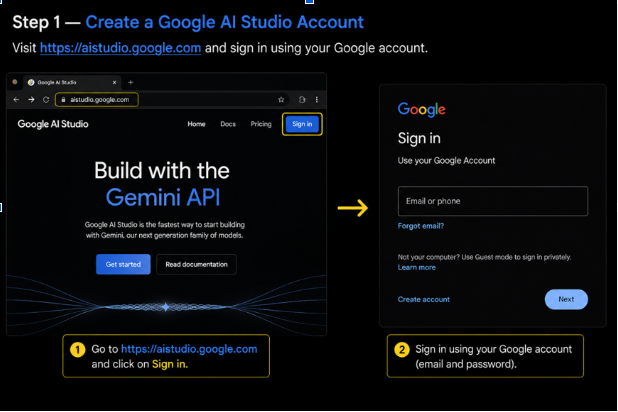 Step 1 — Create a Google AI Studio Account
Visit https://aistudio.google.com and sign in using your Google account.
Google AI Studio
aistudio.google.com
Google AI Studio
Home
Docs
Pricing
Sign in
Build with the
Gemini API
Google AI Studio is the fastest way to start building
with Gemini, our next generation family of models.
Get started
Read documentation
1
Go to https://aistudio.google.com
and click on Sign in.
Google
Sign in
Use your Google Account
Email or phone
Forgot email?
Not your computer? Use Guest mode to sign in privately.
Learn more
Create account
Next
2
Sign in using your Google account
(email and password).